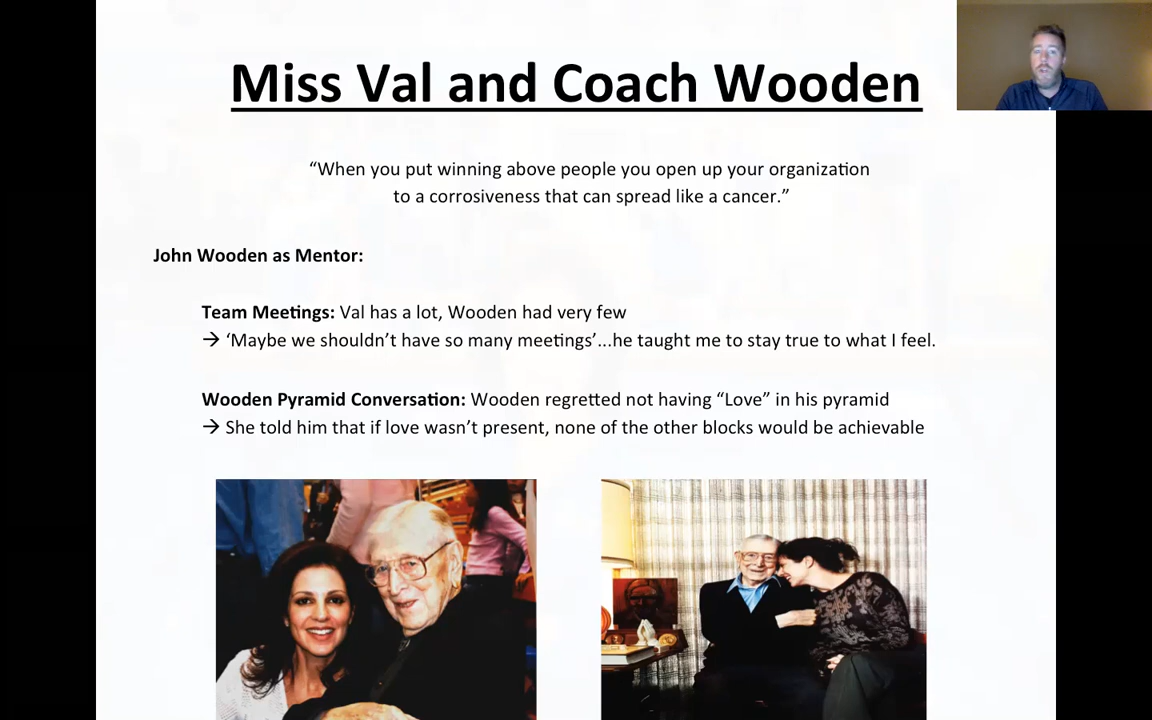 Miss Val and Coach Wooden
“When you put winning above people you open up your organization
to a corrosiveness that can spread like a cancer.”
John Wooden as Mentor:
Team Meetings: Val has a lot, Wooden had very few
→ ‘Maybe we shouldn’t have so many meetings’...he taught me to stay true to what I feel.
Wooden Pyramid Conversation: Wooden regretted not having “Love” in his pyramid
→ She told him that if love wasn’t present, none of the other blocks would be achievable